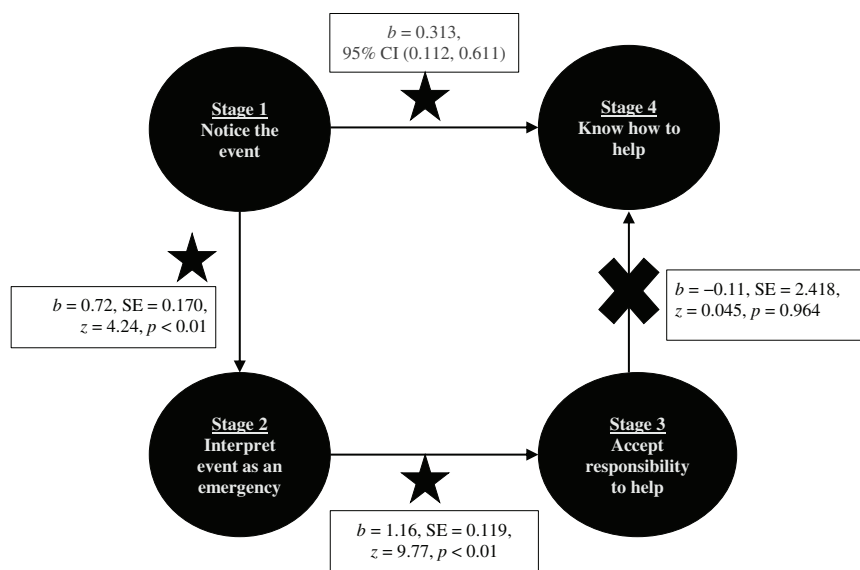 b = 0.313,
95% CI (0.112, 0.611)
Stage 1
Notice the
event
Stage 4
Know how to
help
b = 0.72, SE = 0.170,
z = 4.24, p < 0.01
b = −0.11, SE = 2.418,
z = 0.045, p = 0.964
Stage 2
Interpret
event as an
emergency
Stage 3
Accept
responsibility
to help
b = 1.16, SE = 0.119,
z = 9.77, p < 0.01